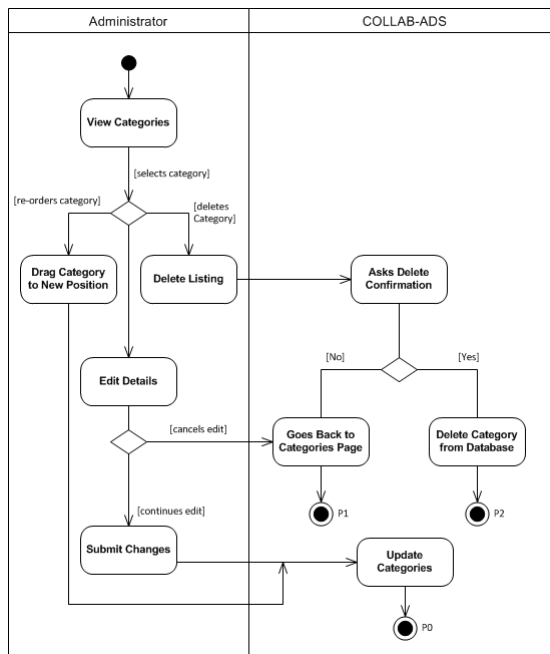 Administrator
COLLAB-ADS
View Categories
[selects category]
[re-orders category]
[deletes
Category]
Drag Category
to New Position
Delete Listing
Asks Delete
Confirmation
[No]
[Yes]
Edit Details
[cancels edit]
Goes Back to
Categories Page
Delete Category
from Database
P1
P2
[continues edit]
Submit Changes
Update
Categories
P0